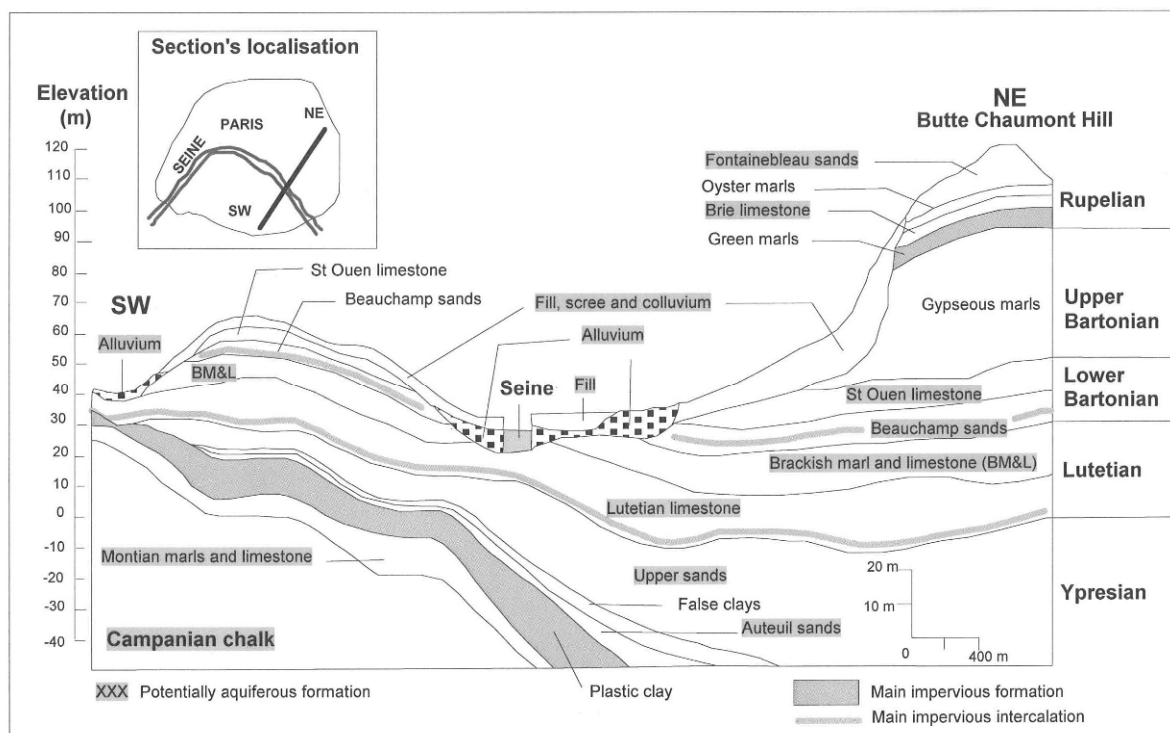 Section's localisation
PARIS
NE
SEINE
SW
Elevation
(m)
120
110
100
90
80
70
60
50
40
30
20
10
0
-10
-20
-30
-40
NE
Butte Chaumont Hill
Fontainebleau sands
Oyster marls
Brie limestone
Green marls
Rupelian
St Ouen limestone
Beauchamp sands
SW
Fill, scree and colluvium
Gypseous marls
Upper
Bartonian
Alluvium
Alluvium
BM&L
Seine
Fill
Lower
Bartonian
St Ouen limestone
Beauchamp sands
Brackish marl and limestone (BM&L)
Lutetian
Lutetian limestone
Montian marls and limestone
Upper sands
20 m
10 m
Ypresian
False clays
Auteuil sands
Campanian chalk
0
400 m
XXX Potentially aquiferous formation
Plastic clay
Main impervious formation
Main impervious intercalation